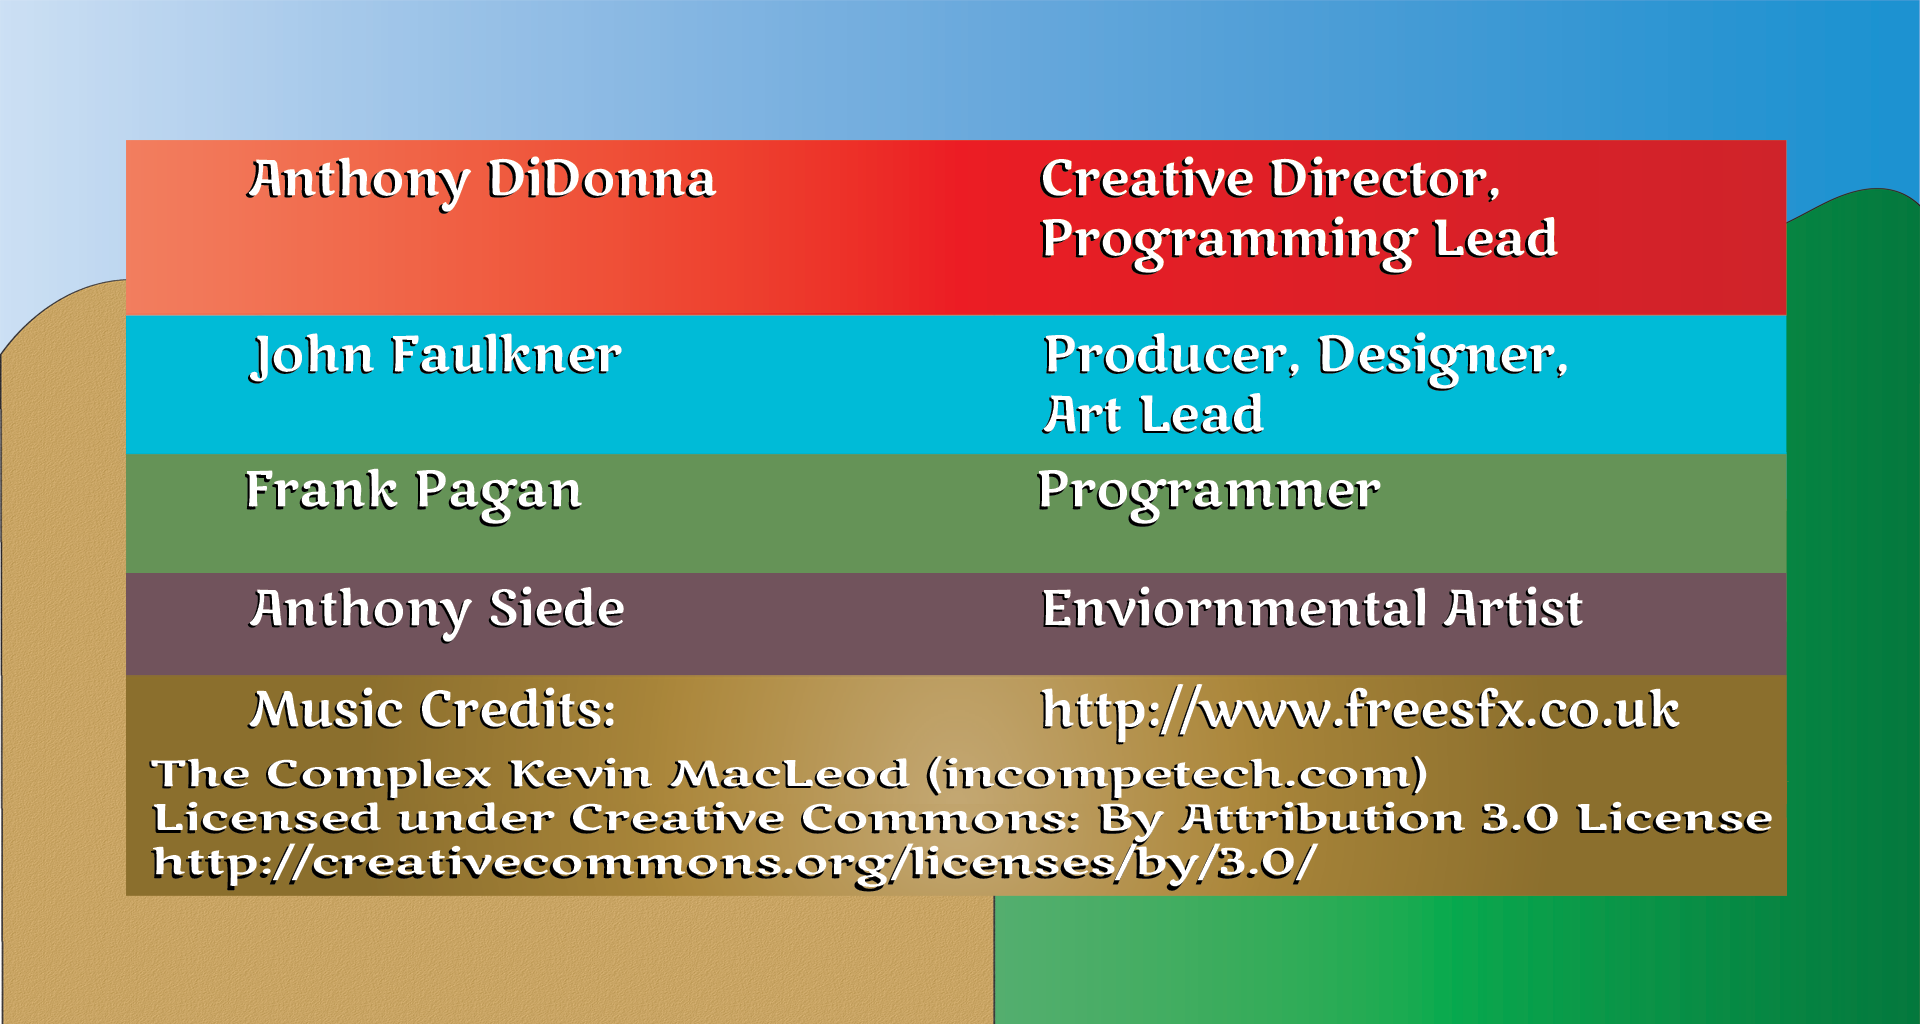 Anthony DiDonna
Creative Director,
Programming Lead
John Faulkner
Producer, Designer,
Art Lead
Frank Pagan
Programmer
Anthony Siede
Enviornmental Artist
Music Credits:
http://www.freesfx.co.uk
The Complex Kevin MacLeod (incompetech.com)
Licensed under Creative Commons: By Attribution 3.0 License
http://creativecommons.org/licenses/by/3.0/